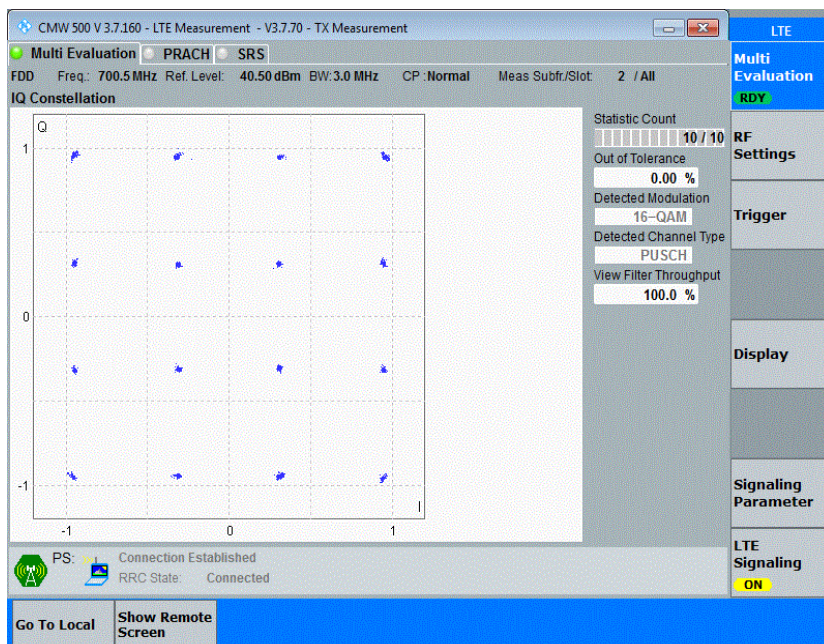 CMW 500 V 3.7.160 - LTE Measurement - V3.7.70 - TX Measurement
LTE
Multi Evaluation PRACH SRS
Multi
Evaluation
RDY
FDD Freq.: 700.5 MHz Ref. Level: 40.50 dBm BW: 3.0 MHz CP : Normal Meas Subfr./Slot: 2 / All
IQ Constellation
Q
1
0
-1
I
-1 0 1
Statistic Count
10 / 10
Out of Tolerance
0.00 %
Detected Modulation
16-QAM
Detected Channel Type
PUSCH
View Filter Throughput
100.0 %
RF
Settings
Trigger
Display
Signaling
Parameter
LTE
Signaling
ON
PS: Connection Established
RRC State: Connected
Go To Local
Show Remote
Screen